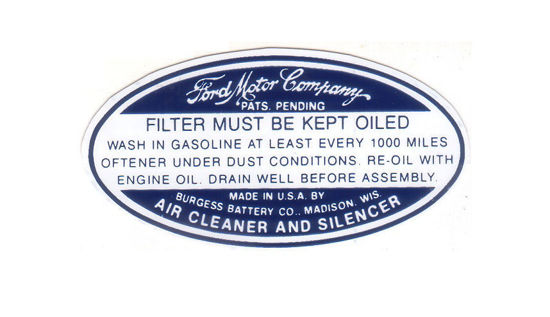 Ford Motor Company
PATS. PENDING
FILTER MUST BE KEPT OILED
WASH IN GASOLINE AT LEAST EVERY 1000 MILES
OFTENER UNDER DUST CONDITIONS. RE-OIL WITH
ENGINE OIL. DRAIN WELL BEFORE ASSEMBLY.
MADE IN U.S.A. BY
BURGESS BATTERY CO., MADISON, WIS.
AIR CLEANER AND SILENCER